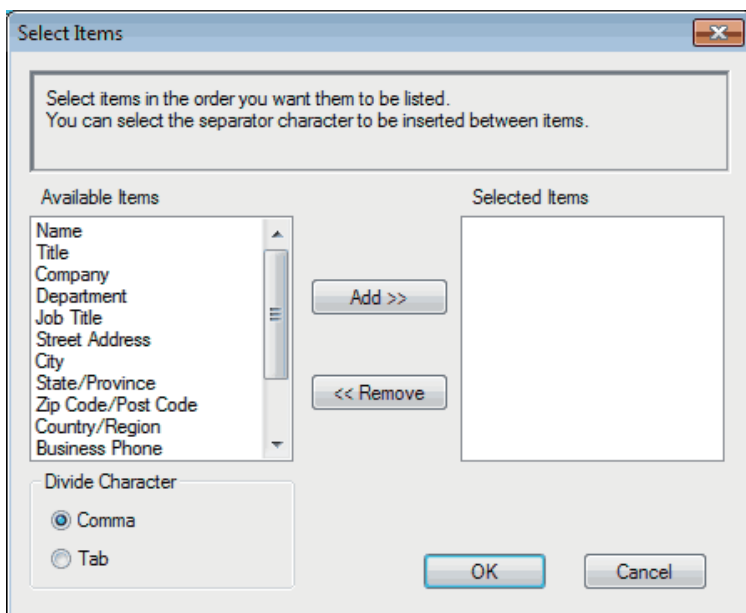 Select Items
Select items in the order you want them to be listed.
You can select the separator character to be inserted between items.
Available Items
Selected Items
Name
Title
Company
Department
Job Title
Street Address
City
State/Province
Zip Code/Post Code
Country/Region
Business Phone
Add >>
<< Remove
Divide Character
Comma
Tab
OK
Cancel